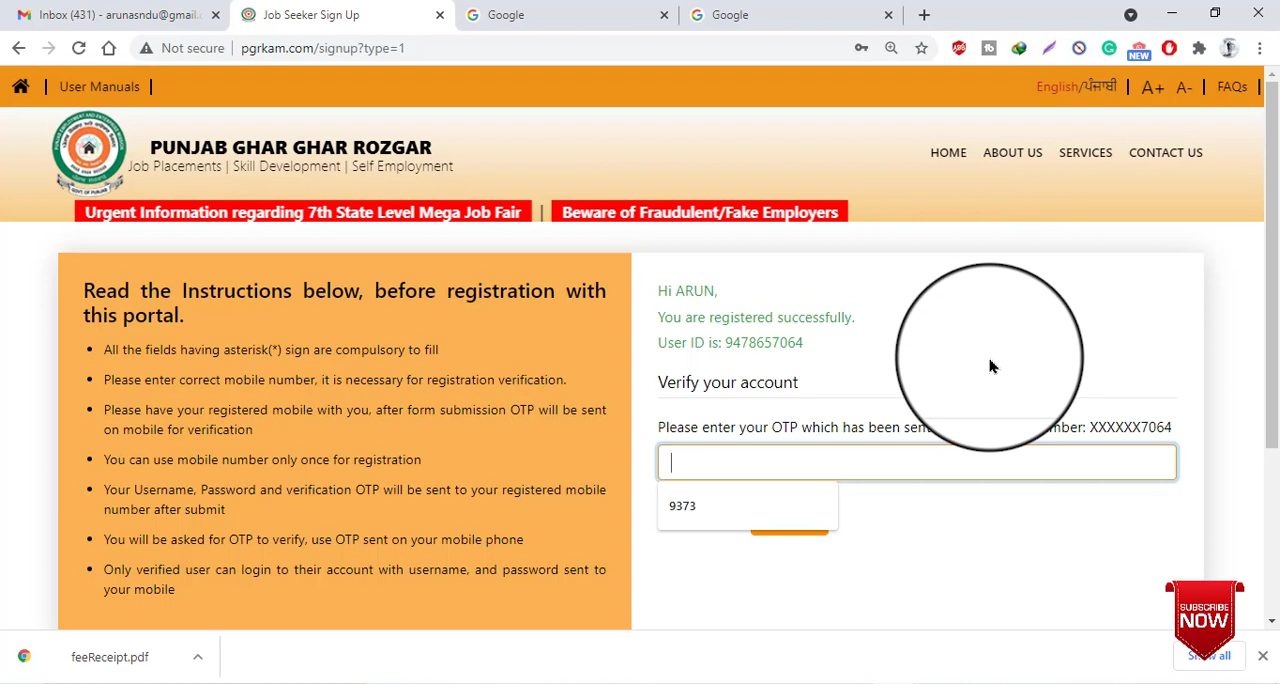 Inbox (431) - arunasndu@gmail.c
Job Seeker Sign Up
Google
Google
Not secure
pgrkam.com/signup?type=1
NEW
User Manuals
English/ਪੰਜਾਬੀ
A+
A-
FAQs
PUNJAB GHAR GHAR ROZGAR
Job Placements | Skill Development | Self Employment
HOME
ABOUT US
SERVICES
CONTACT US
Urgent Information regarding 7th State Level Mega Job Fair | Beware of Fraudulent/Fake Employers
Read the Instructions below, before registration with
this portal.
All the fields having asterisk(*) sign are compulsory to fill
Please enter correct mobile number, it is necessary for registration verification.
Please have your registered mobile with you, after form submission OTP will be sent
on mobile for verification
You can use mobile number only once for registration
Your Username, Password and verification OTP will be sent to your registered mobile
number after submit
You will be asked for OTP to verify, use OTP sent on your mobile phone
Only verified user can login to their account with username, and password sent to
your mobile
Hi ARUN,
You are registered successfully.
User ID is: 9478657064
Verify your account
Please enter your OTP which has been sent
mber: XXXXXX7064
9373
SUBSCRIBE
NOW
feeReceipt.pdf
Show all